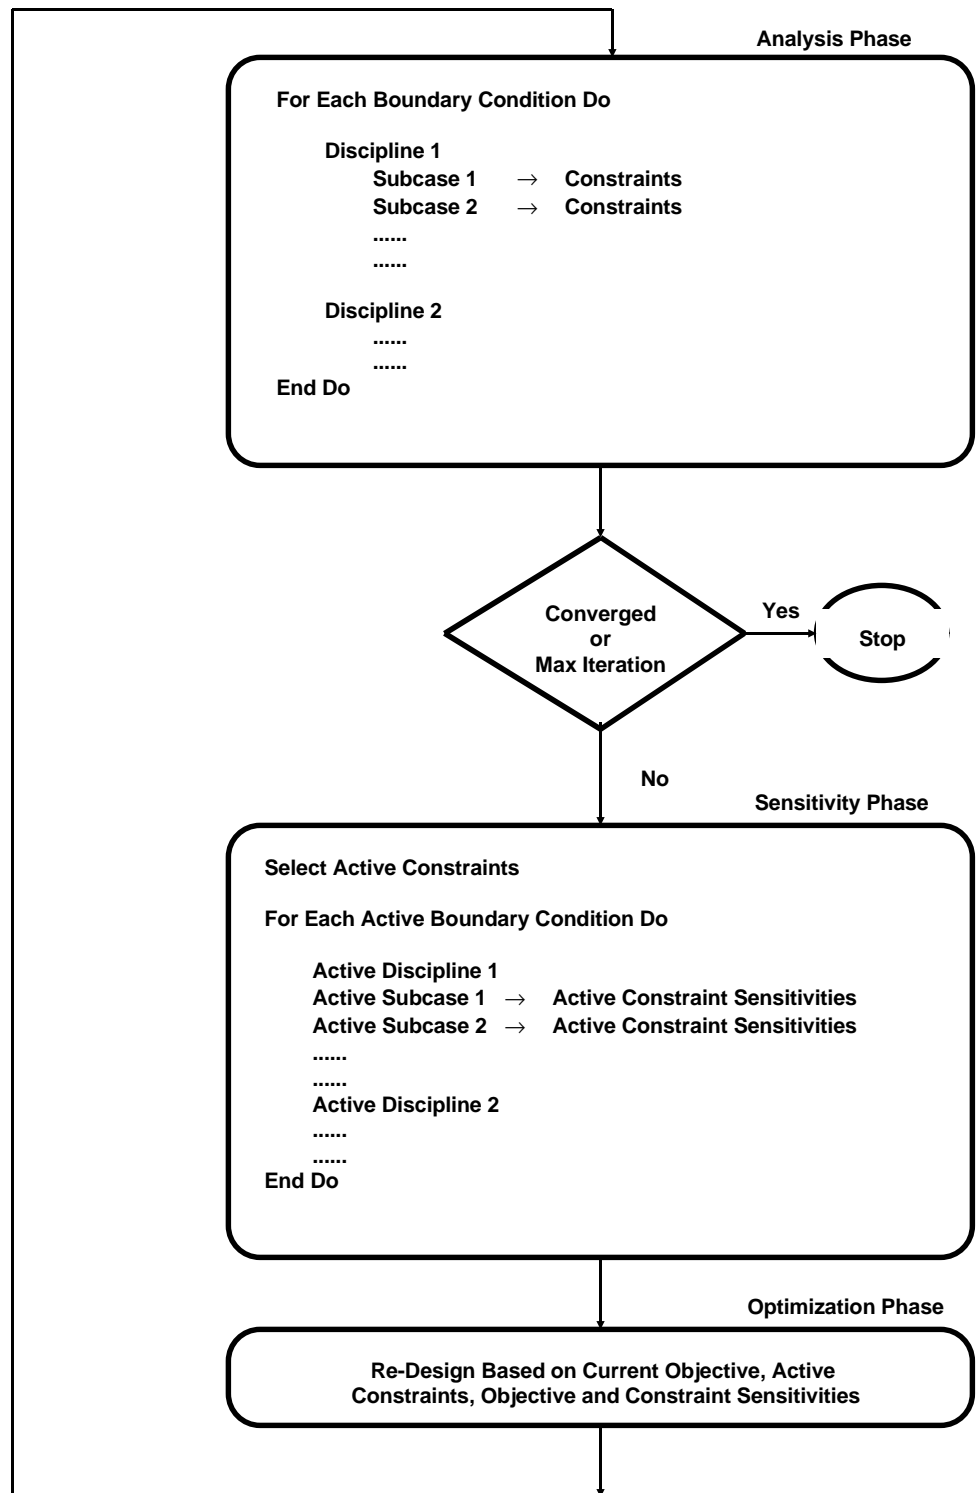 Analysis Phase
For Each Boundary Condition Do
Discipline 1
Subcase 1 → Constraints
Subcase 2 → Constraints
......
......
Discipline 2
......
......
End Do
Converged
or
Max Iteration
Yes
Stop
No
Sensitivity Phase
Select Active Constraints
For Each Active Boundary Condition Do
Active Discipline 1
Active Subcase 1 → Active Constraint Sensitivities
Active Subcase 2 → Active Constraint Sensitivities
......
......
Active Discipline 2
......
......
End Do
Optimization Phase
Re-Design Based on Current Objective, Active
Constraints, Objective and Constraint Sensitivities